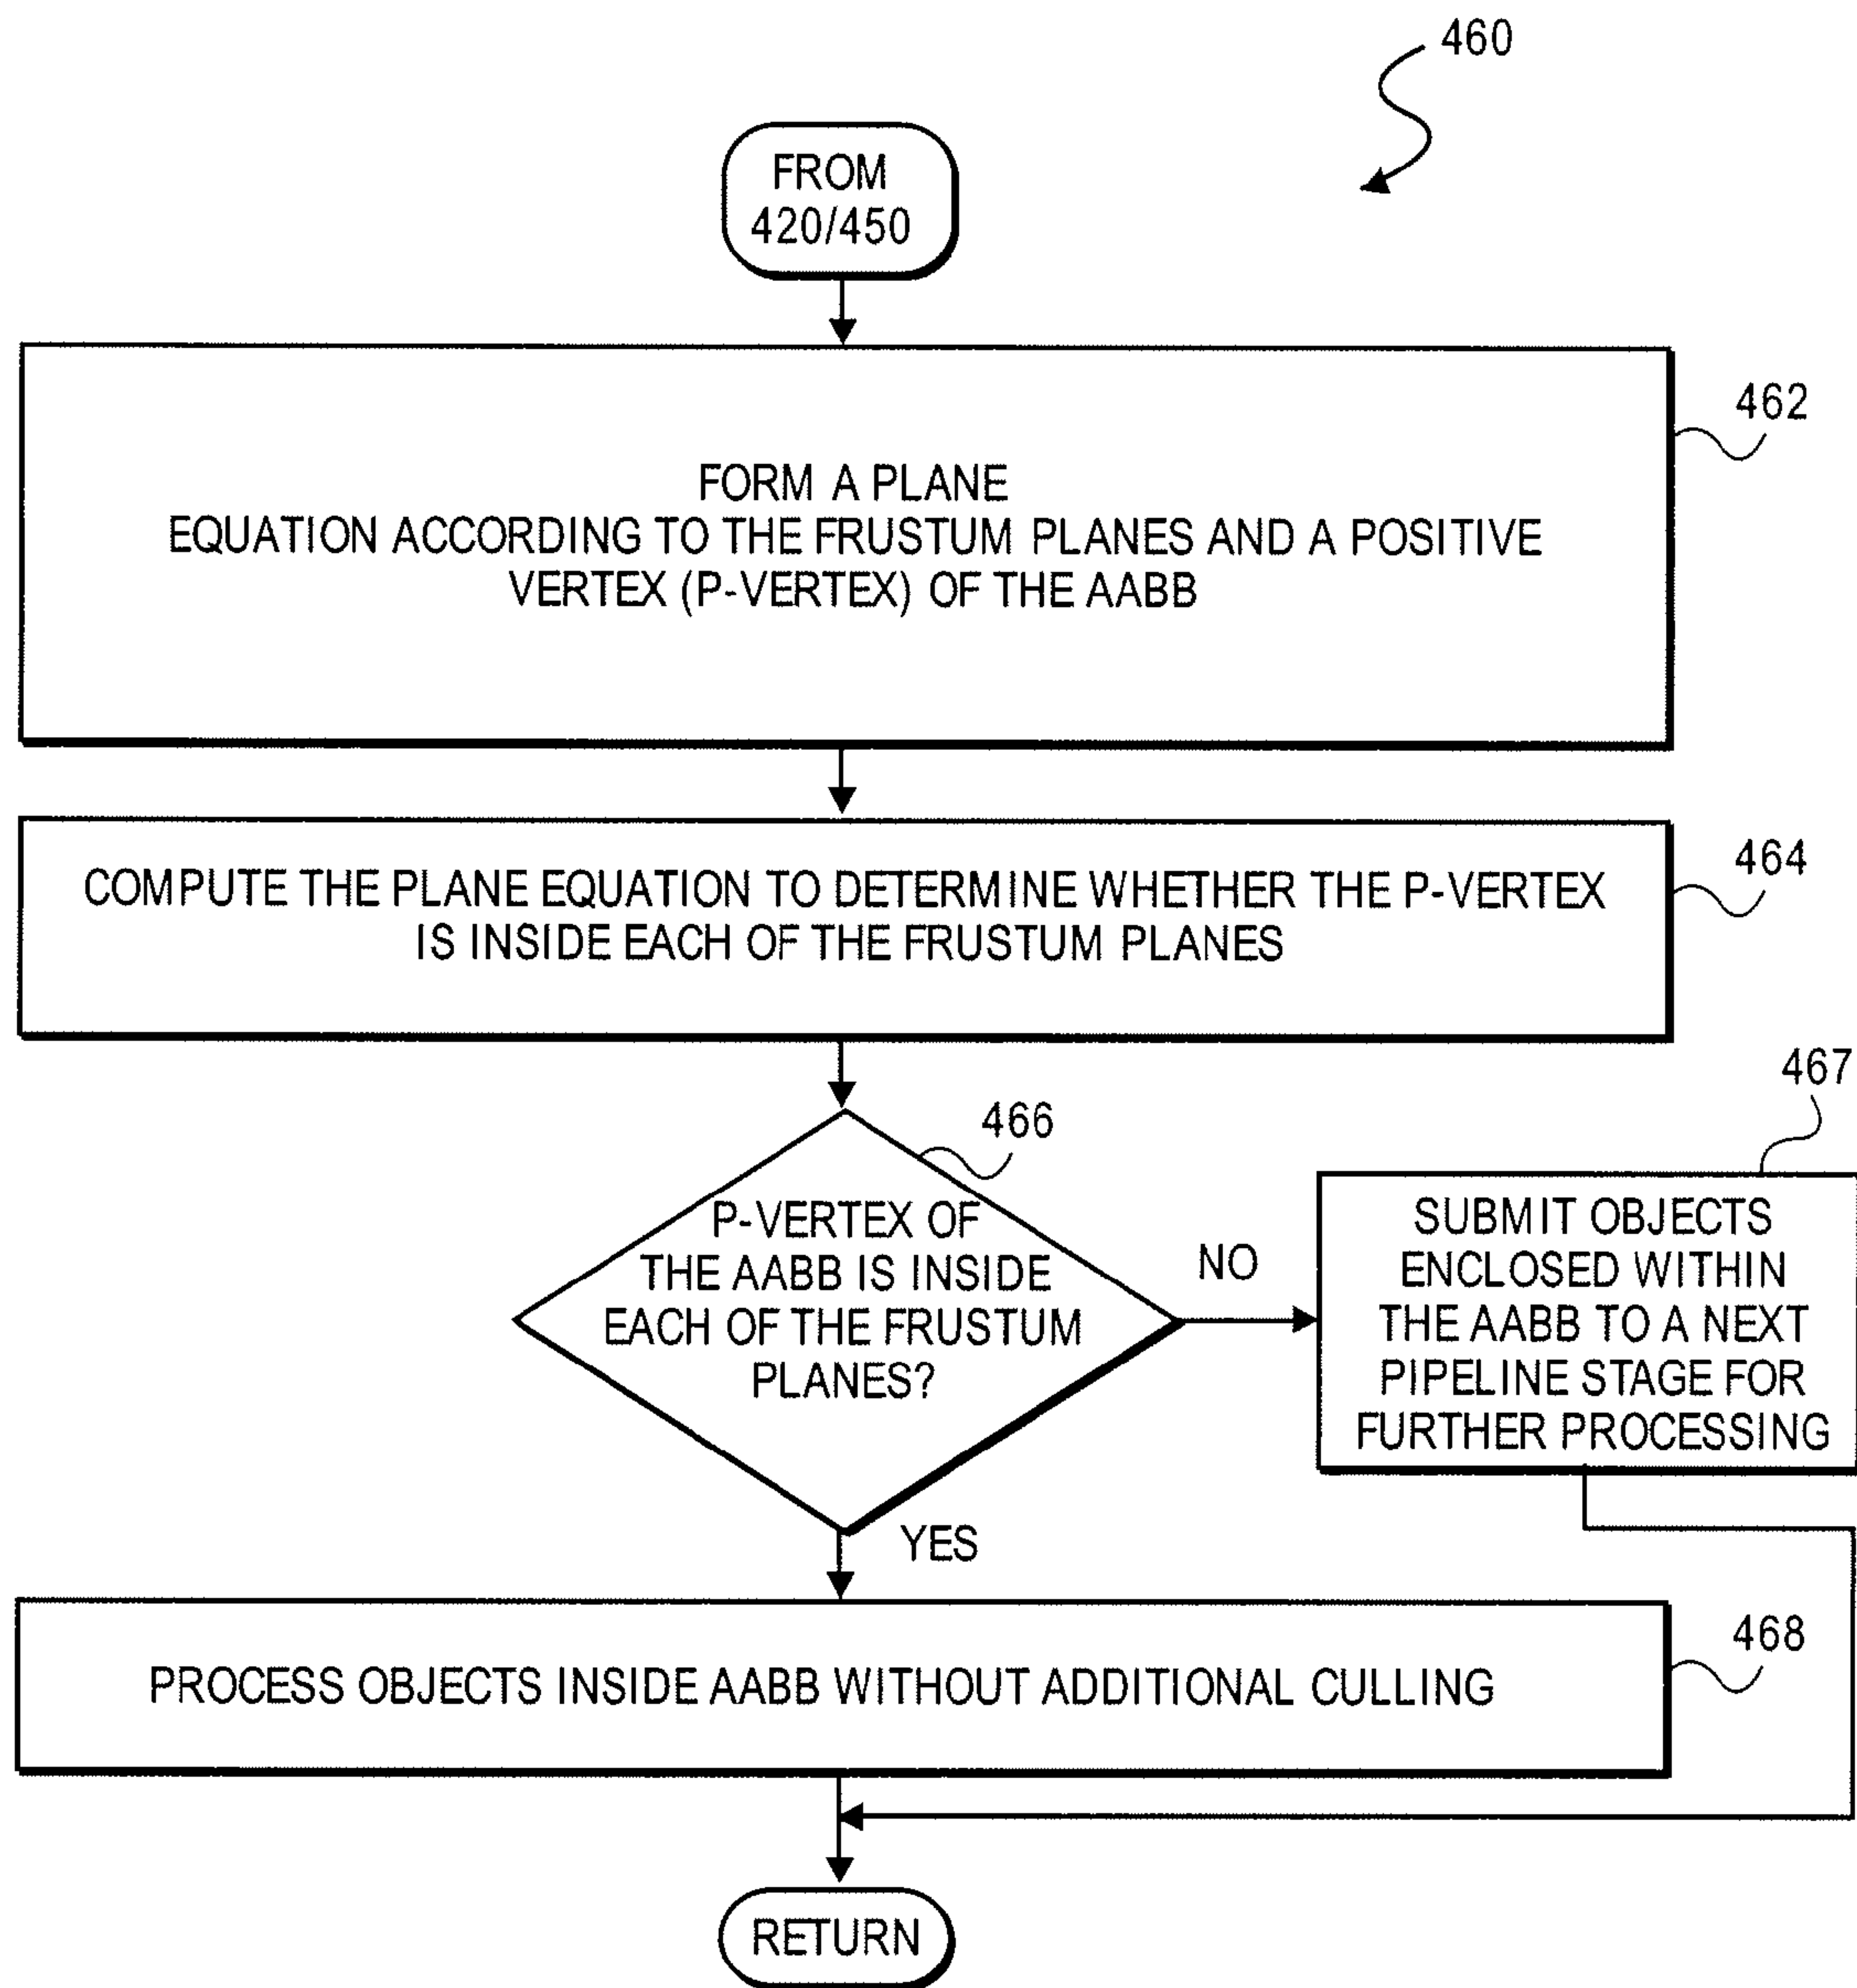 460
FROM
420/450
462
FORM A PLANE
EQUATION ACCORDING TO THE FRUSTUM PLANES AND A POSITIVE
VERTEX (P-VERTEX) OF THE AABB
464
COMPUTE THE PLANE EQUATION TO DETERMINE WHETHER THE P-VERTEX
IS INSIDE EACH OF THE FRUSTUM PLANES
466
P-VERTEX OF
THE AABB IS INSIDE
EACH OF THE FRUSTUM
PLANES?
NO
467
SUBMIT OBJECTS
ENCLOSED WITHIN
THE AABB TO A NEXT
PIPELINE STAGE FOR
FURTHER PROCESSING
YES
468
PROCESS OBJECTS INSIDE AABB WITHOUT ADDITIONAL CULLING
RETURN